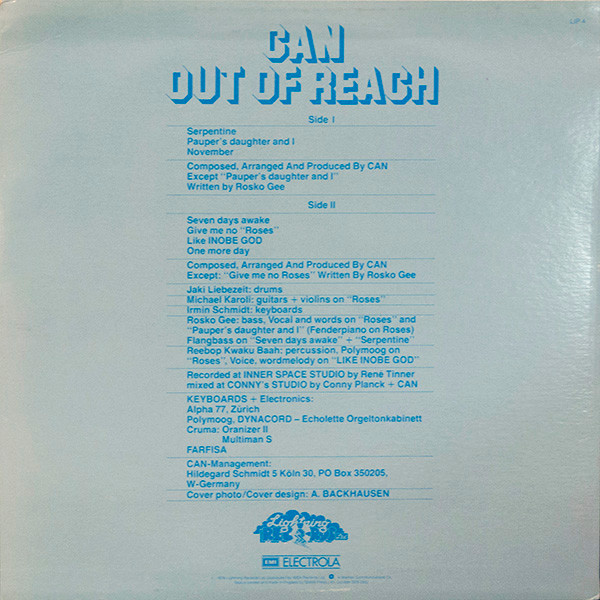 LIP 4
CAN
OUT OF REACH
Side I
Serpentine
Pauper's daughter and I
November
Composed, Arranged And Produced By CAN
Except "Pauper's daughter and I"
Written by Rosko Gee
Side II
Seven days awake
Give me no "Roses"
Like INOBE GOD
One more day
Composed, Arranged And Produced By CAN
Except: "Give me no Roses" Written By Rosko Gee
Jaki Liebezeit: drums
Michael Karoli: guitars + violins on "Roses"
Irmin Schmidt: keyboards
Rosko Gee: bass, Vocal and words on "Roses" and
"Pauper's daughter and I" (Fenderpiano on Roses)
Flangbass on "Seven days awake" + "Serpentine"
Reebop Kwaku Baah: percussion, Polymoog on
"Roses", Voice, wordmelody on "LIKE INOBE GOD"
Recorded at INNER SPACE STUDIO by René Tinner
mixed at CONNY's STUDIO by Conny Planck + CAN
KEYBOARDS + Electronics:
Alpha 77, Zürich
Polymoog, DYNACORD – Echolette Orgeltonkabinett
Cruma: Oranizer II
Multiman S
FARFISA
CAN-Management:
Hildegard Schmidt 5 Köln 30, PO Box 350205,
W-Germany
Cover photo/Cover design: A. BACKHAUSEN
Lightning
RECORDS
Ltd
EMI ELECTROLA